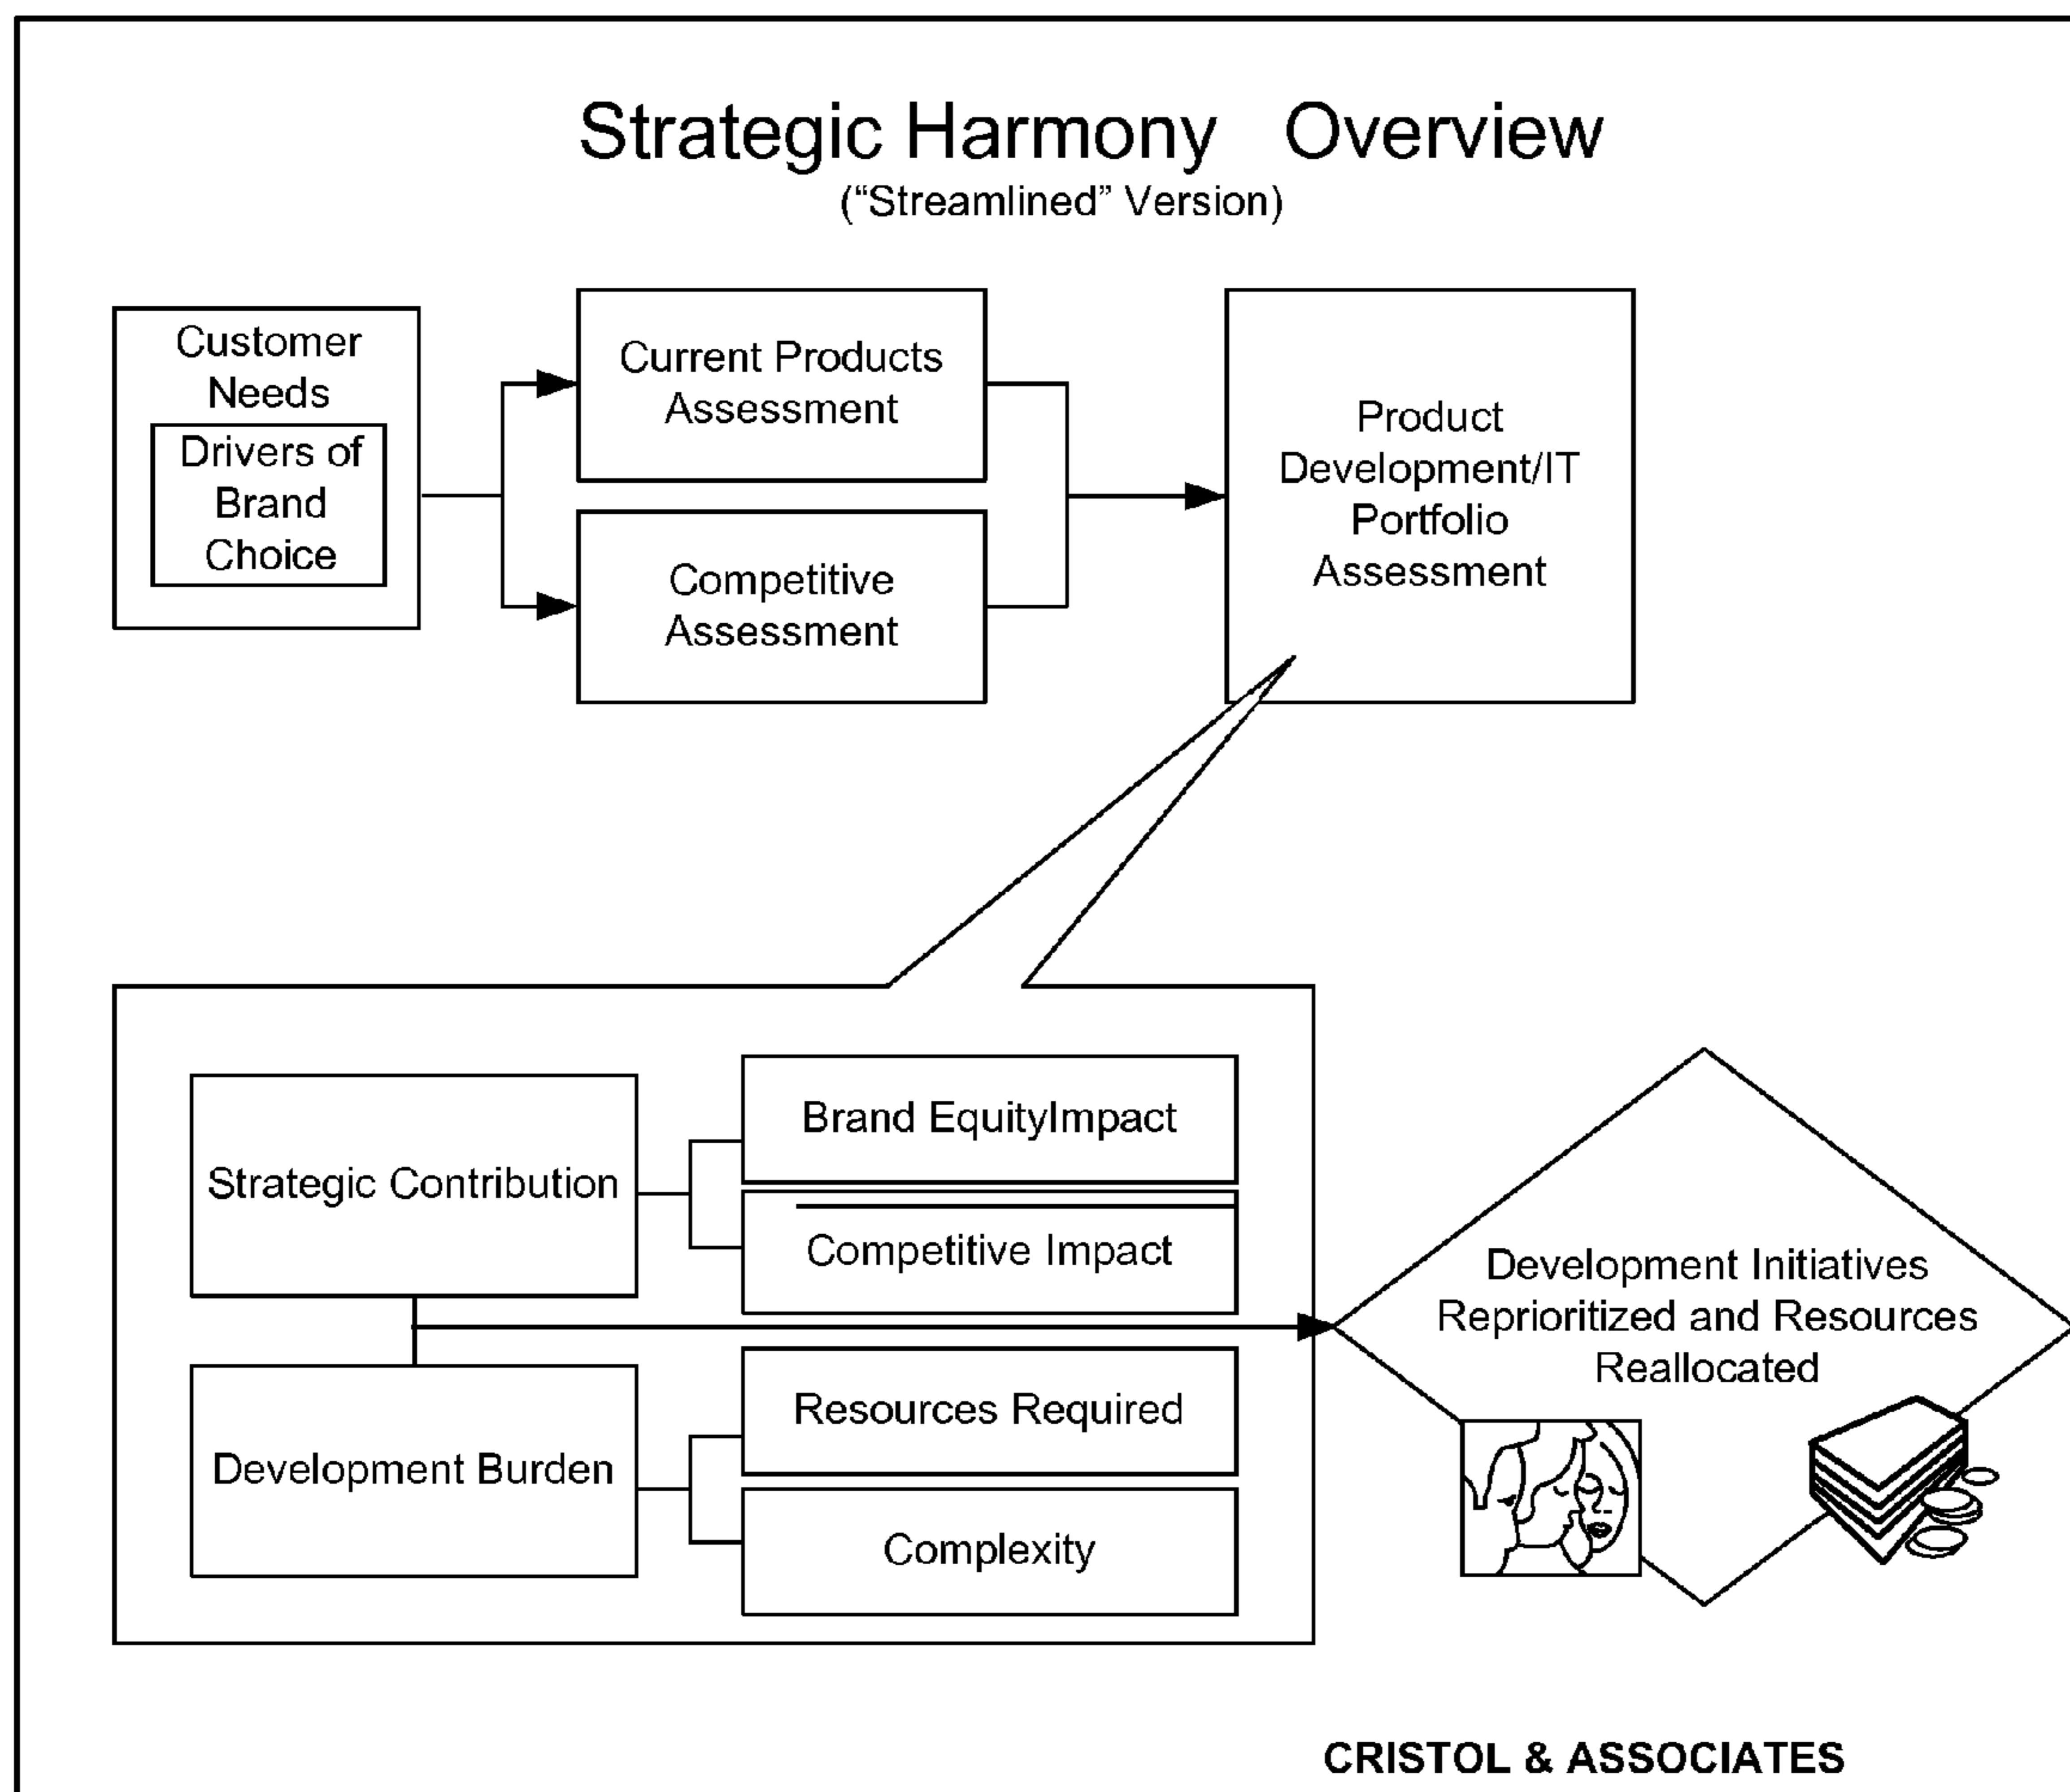 Strategic Harmony Overview
(“Streamlined” Version)
Customer
Needs
Drivers of
Brand
Choice
Current Products
Assessment
Competitive
Assessment
Product
Development/IT
Portfolio
Assessment
Strategic Contribution
Brand EquityImpact
Competitive Impact
Development Burden
Resources Required
Complexity
Development Initiatives
Reprioritized and Resources
Reallocated
CRISTOL & ASSOCIATES